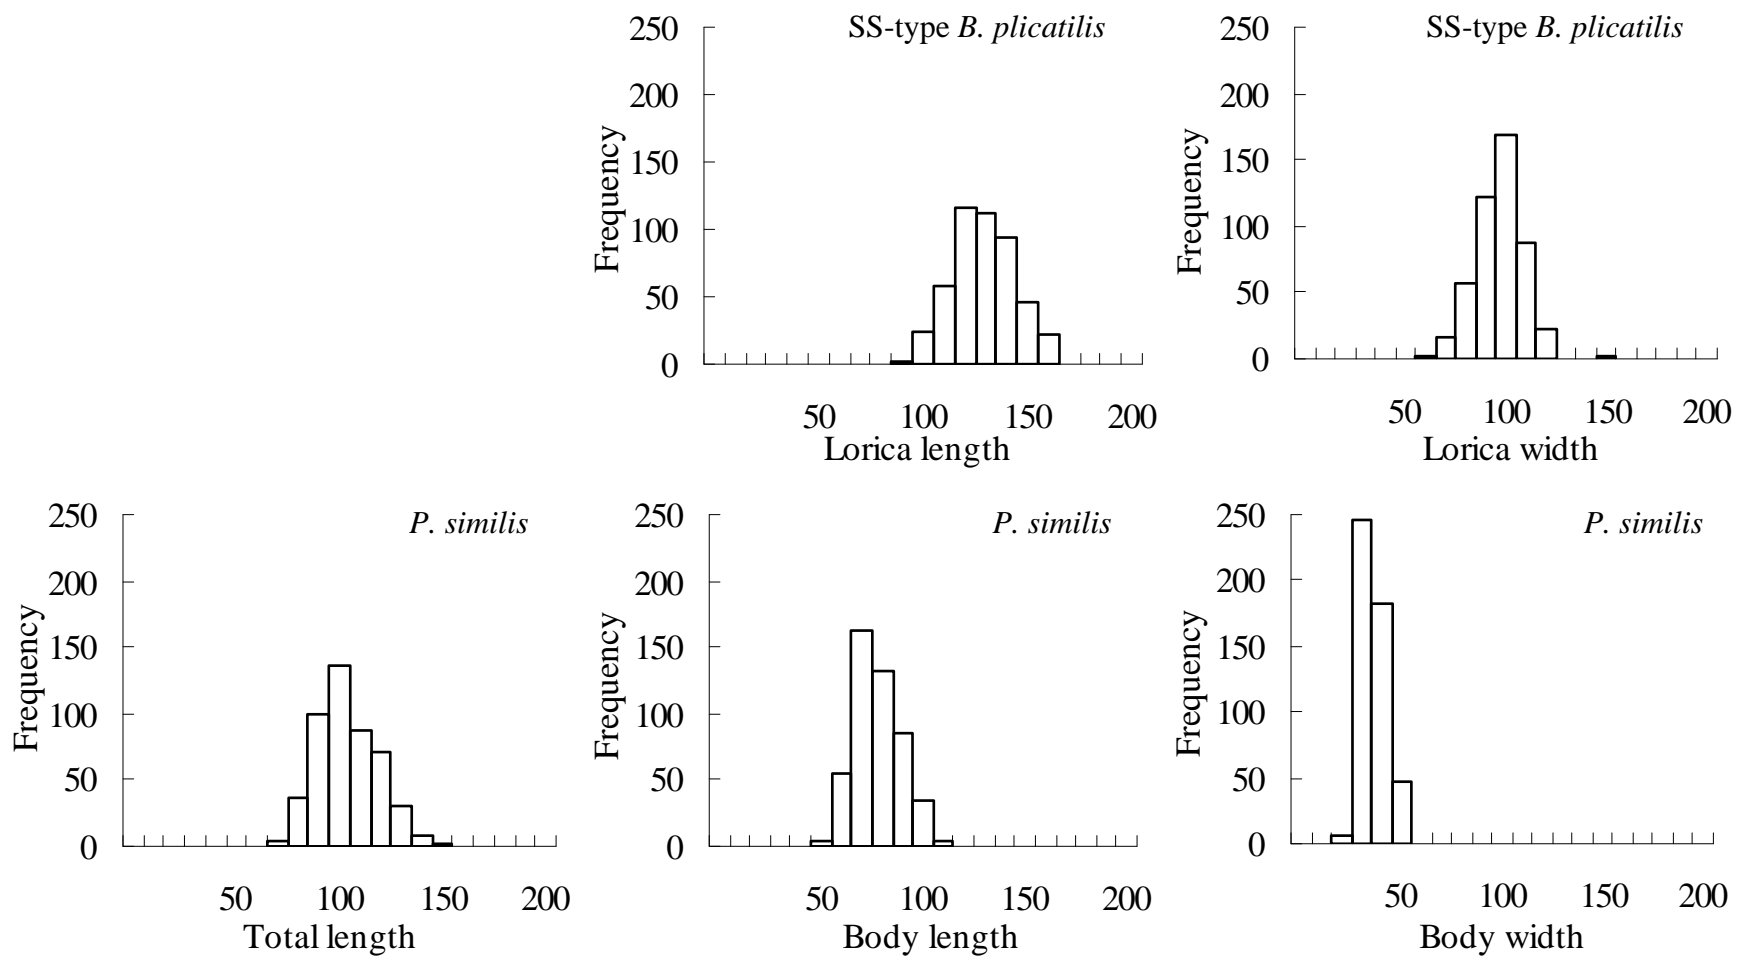 SS-type B. plicatilis
250
200
150
100
50
0
Frequency
50 100 150 200
Lorica length
SS-type B. plicatilis
250
200
150
100
50
0
Frequency
50 100 150 200
Lorica width
P. similis
250
200
150
100
50
0
Frequency
50 100 150 200
Total length
P. similis
250
200
150
100
50
0
Frequency
50 100 150 200
Body length
P. similis
250
200
150
100
50
0
Frequency
50 100 150 200
Body width